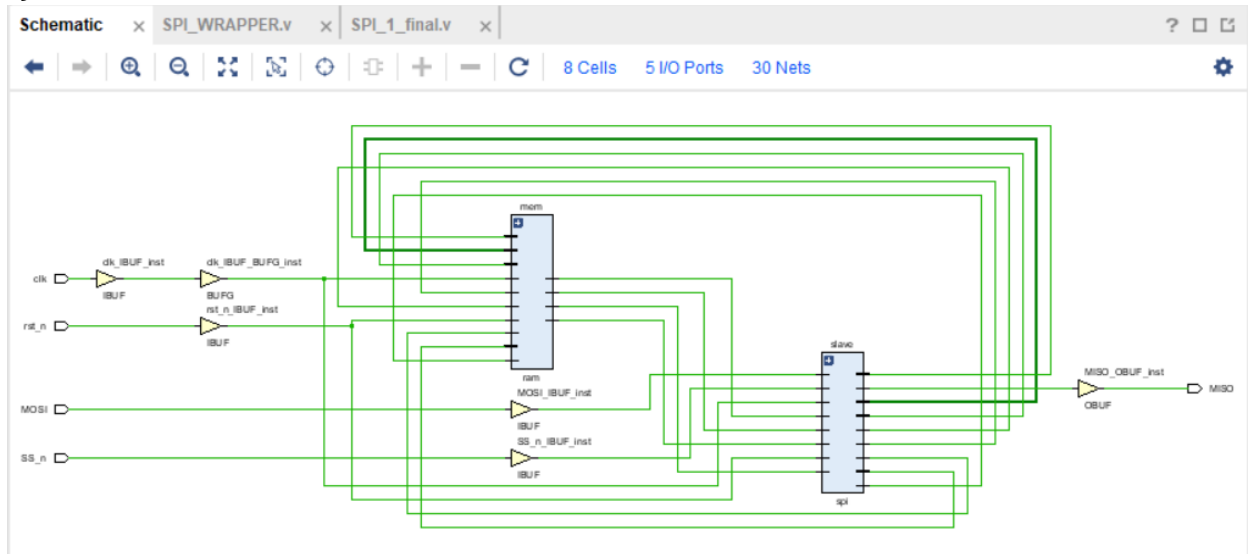 Schematic × SPI_WRAPPER.v × SPI_1_final.v ×
8 Cells 5 I/O Ports 30 Nets
mem
clk_IBUF_inst clk_IBUF_BUFG_inst
clk
IBUF BUFG
rst_n_IBUF_inst
rst_n
IBUF
slave
ram
MISO_OBUF_inst
MOSI_IBUF_inst
MISO
OBUF
MOSI
IBUF
SS_n_IBUF_inst
SS_n
IBUF
spi